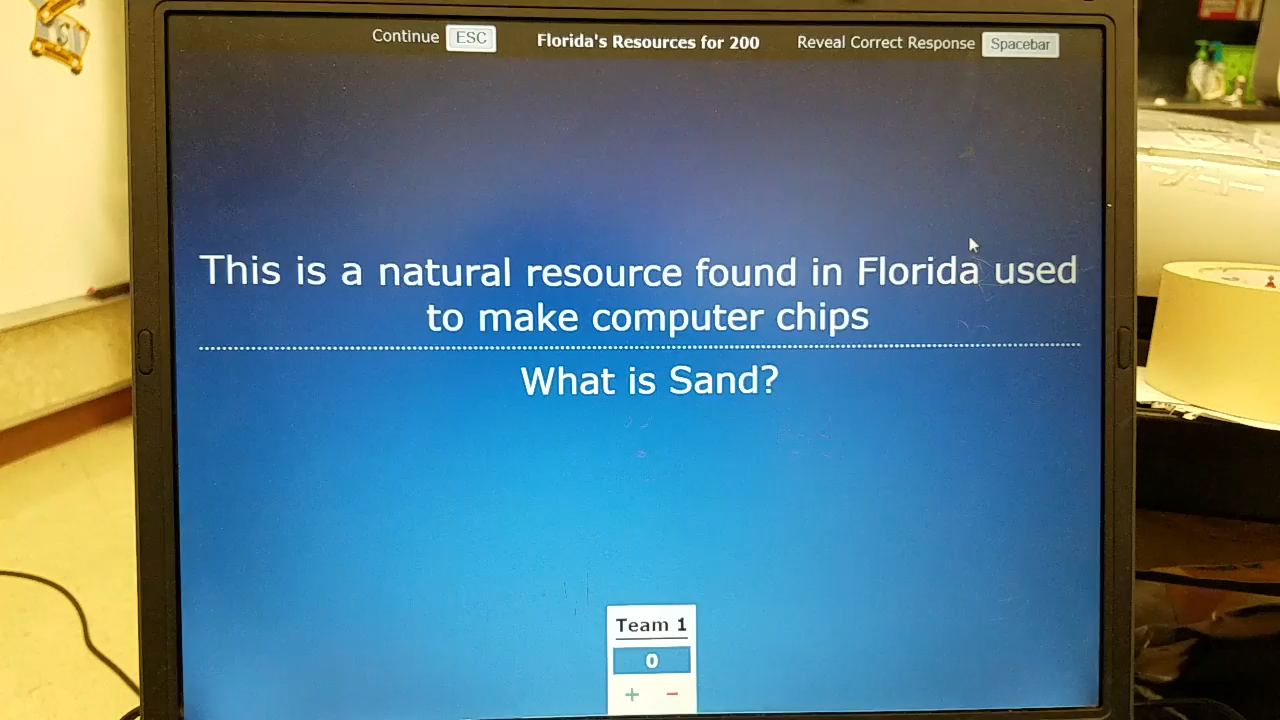 Continue ESC Florida's Resources for 200 Reveal Correct Response Spacebar
This is a natural resource found in Florida used
to make computer chips
What is Sand?
Team 1
0
+ −